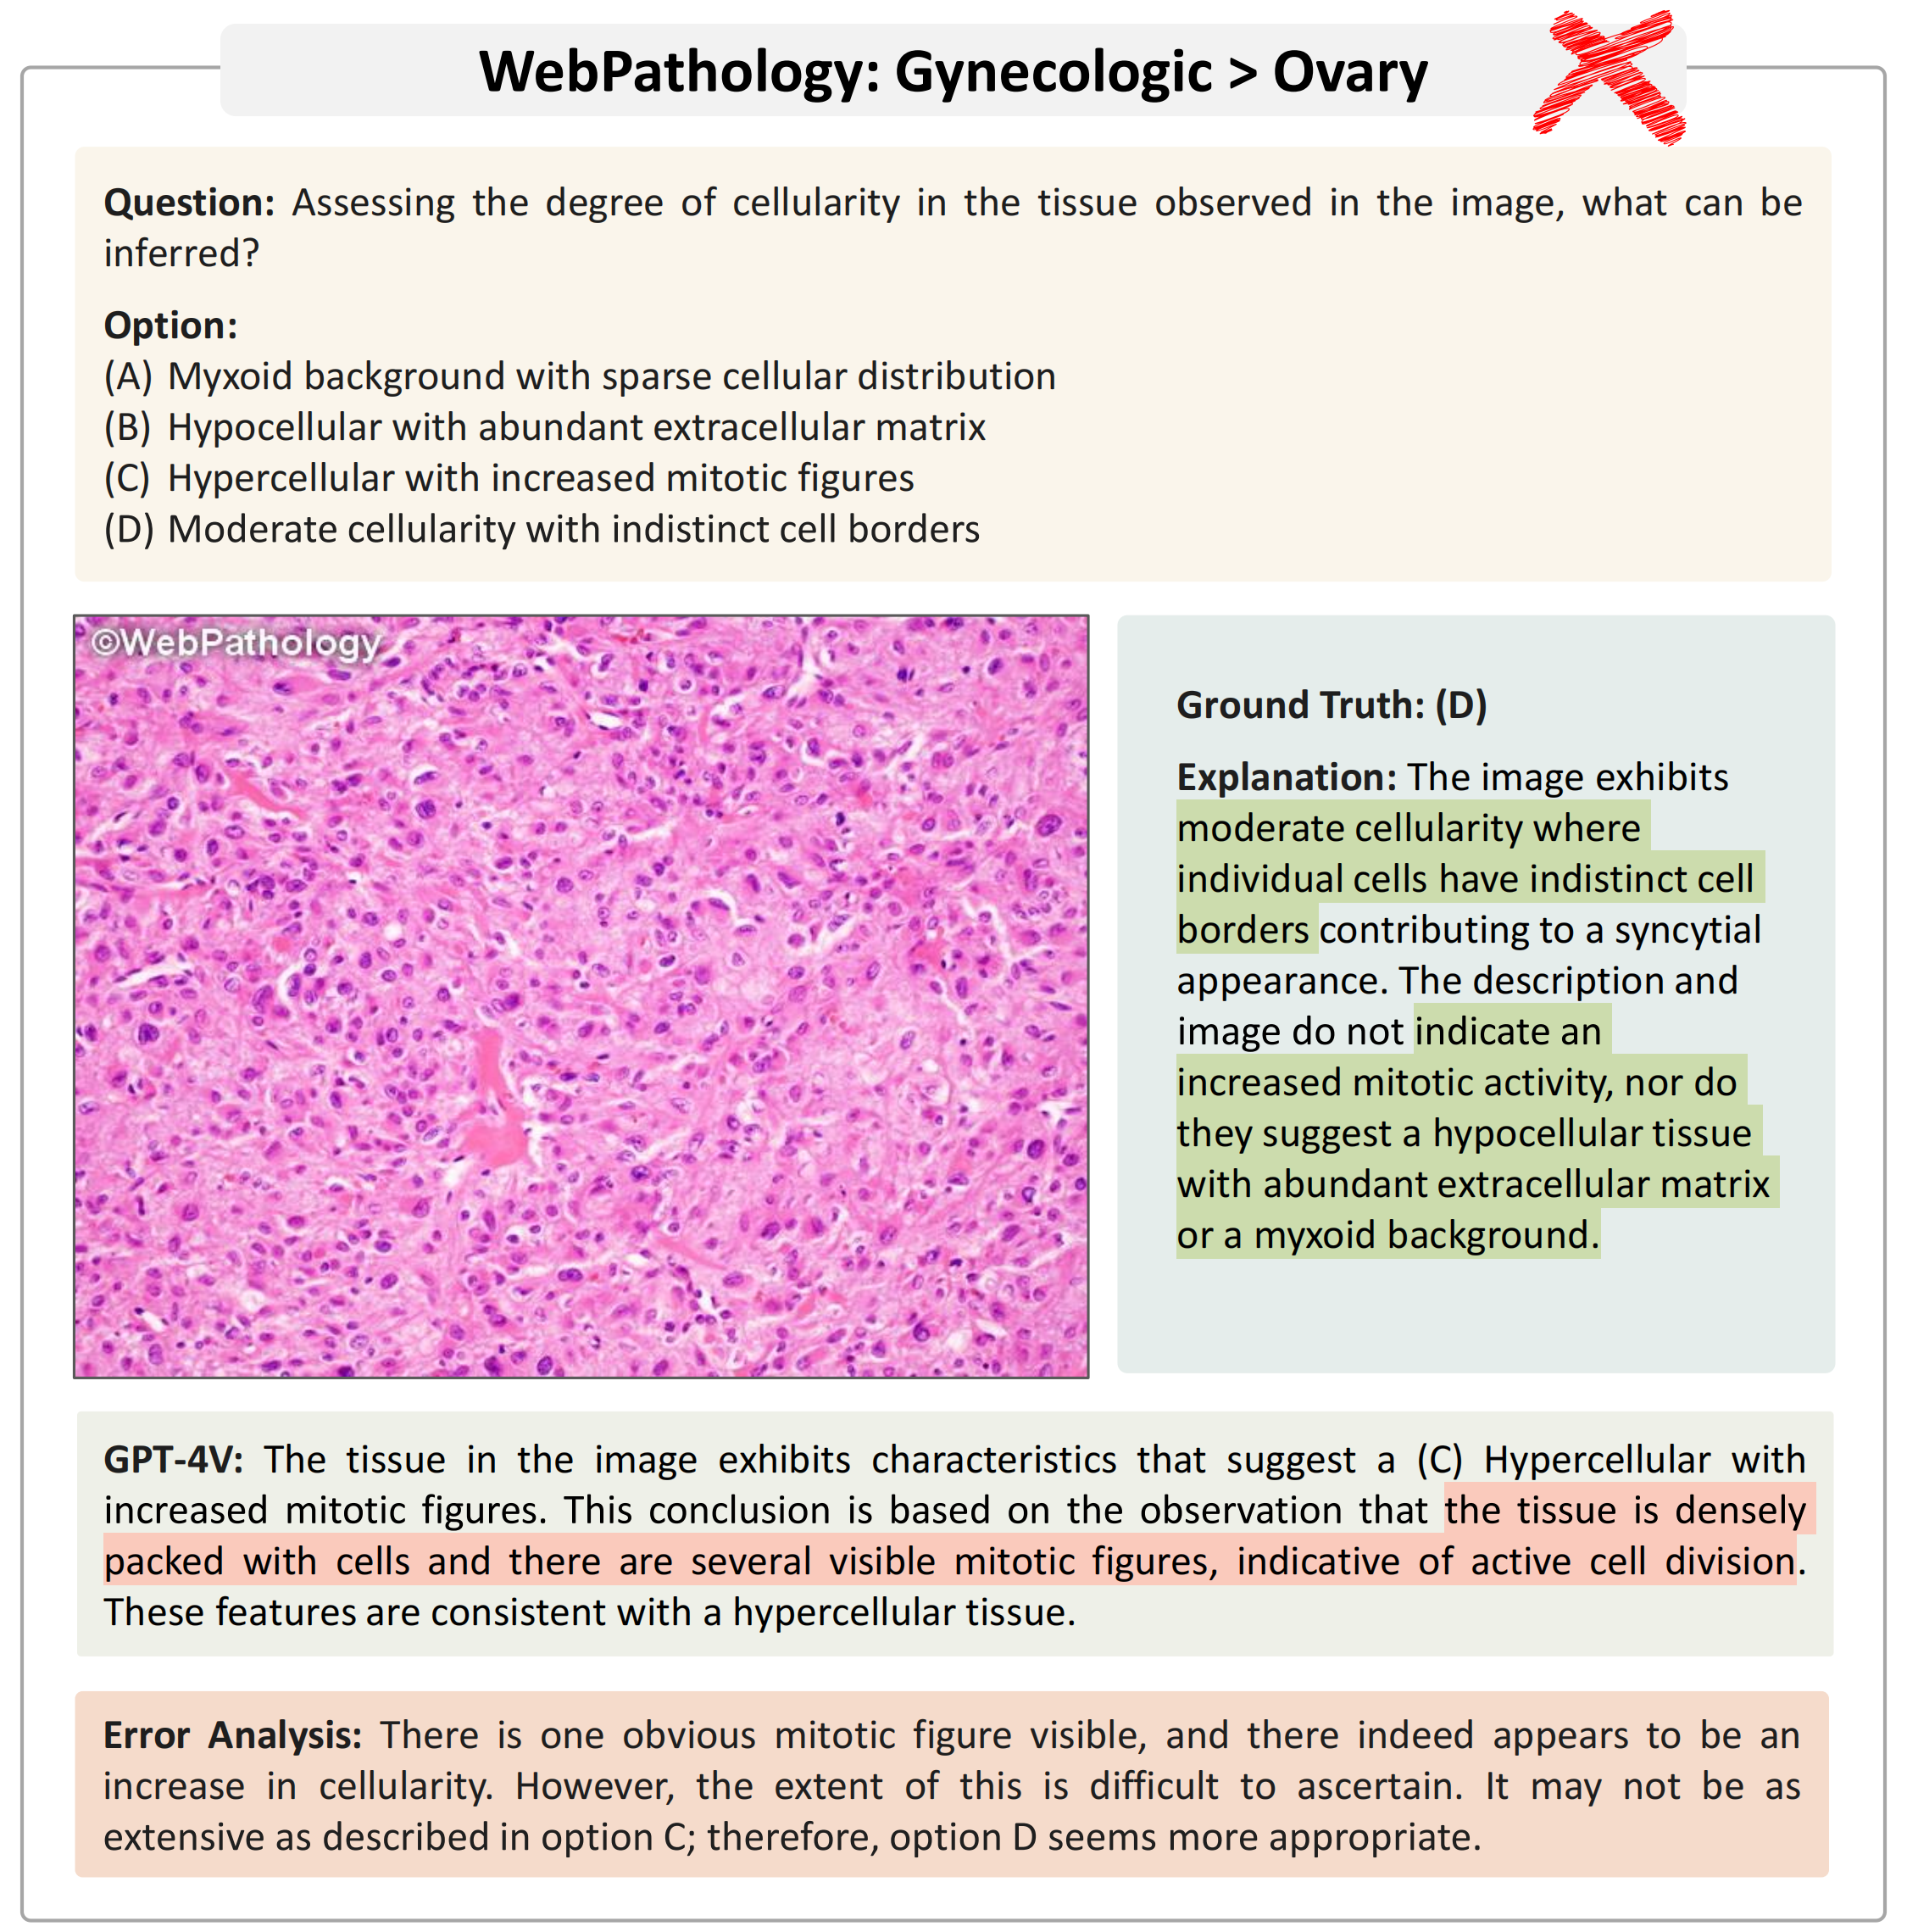 WebPathology: Gynecologic > Ovary
Question: Assessing the degree of cellularity in the tissue observed in the image, what can be
inferred?
Option:
(A) Myxoid background with sparse cellular distribution
(B) Hypocellular with abundant extracellular matrix
(C) Hypercellular with increased mitotic figures
(D) Moderate cellularity with indistinct cell borders
©WebPathology
Ground Truth: (D)
Explanation: The image exhibits
moderate cellularity where
individual cells have indistinct cell
borders contributing to a syncytial
appearance. The description and
image do not indicate an
increased mitotic activity, nor do
they suggest a hypocellular tissue
with abundant extracellular matrix
or a myxoid background.
GPT-4V: The tissue in the image exhibits characteristics that suggest a (C) Hypercellular with
increased mitotic figures. This conclusion is based on the observation that the tissue is densely
packed with cells and there are several visible mitotic figures, indicative of active cell division.
These features are consistent with a hypercellular tissue.
Error Analysis: There is one obvious mitotic figure visible, and there indeed appears to be an
increase in cellularity. However, the extent of this is difficult to ascertain. It may not be as
extensive as described in option C; therefore, option D seems more appropriate.